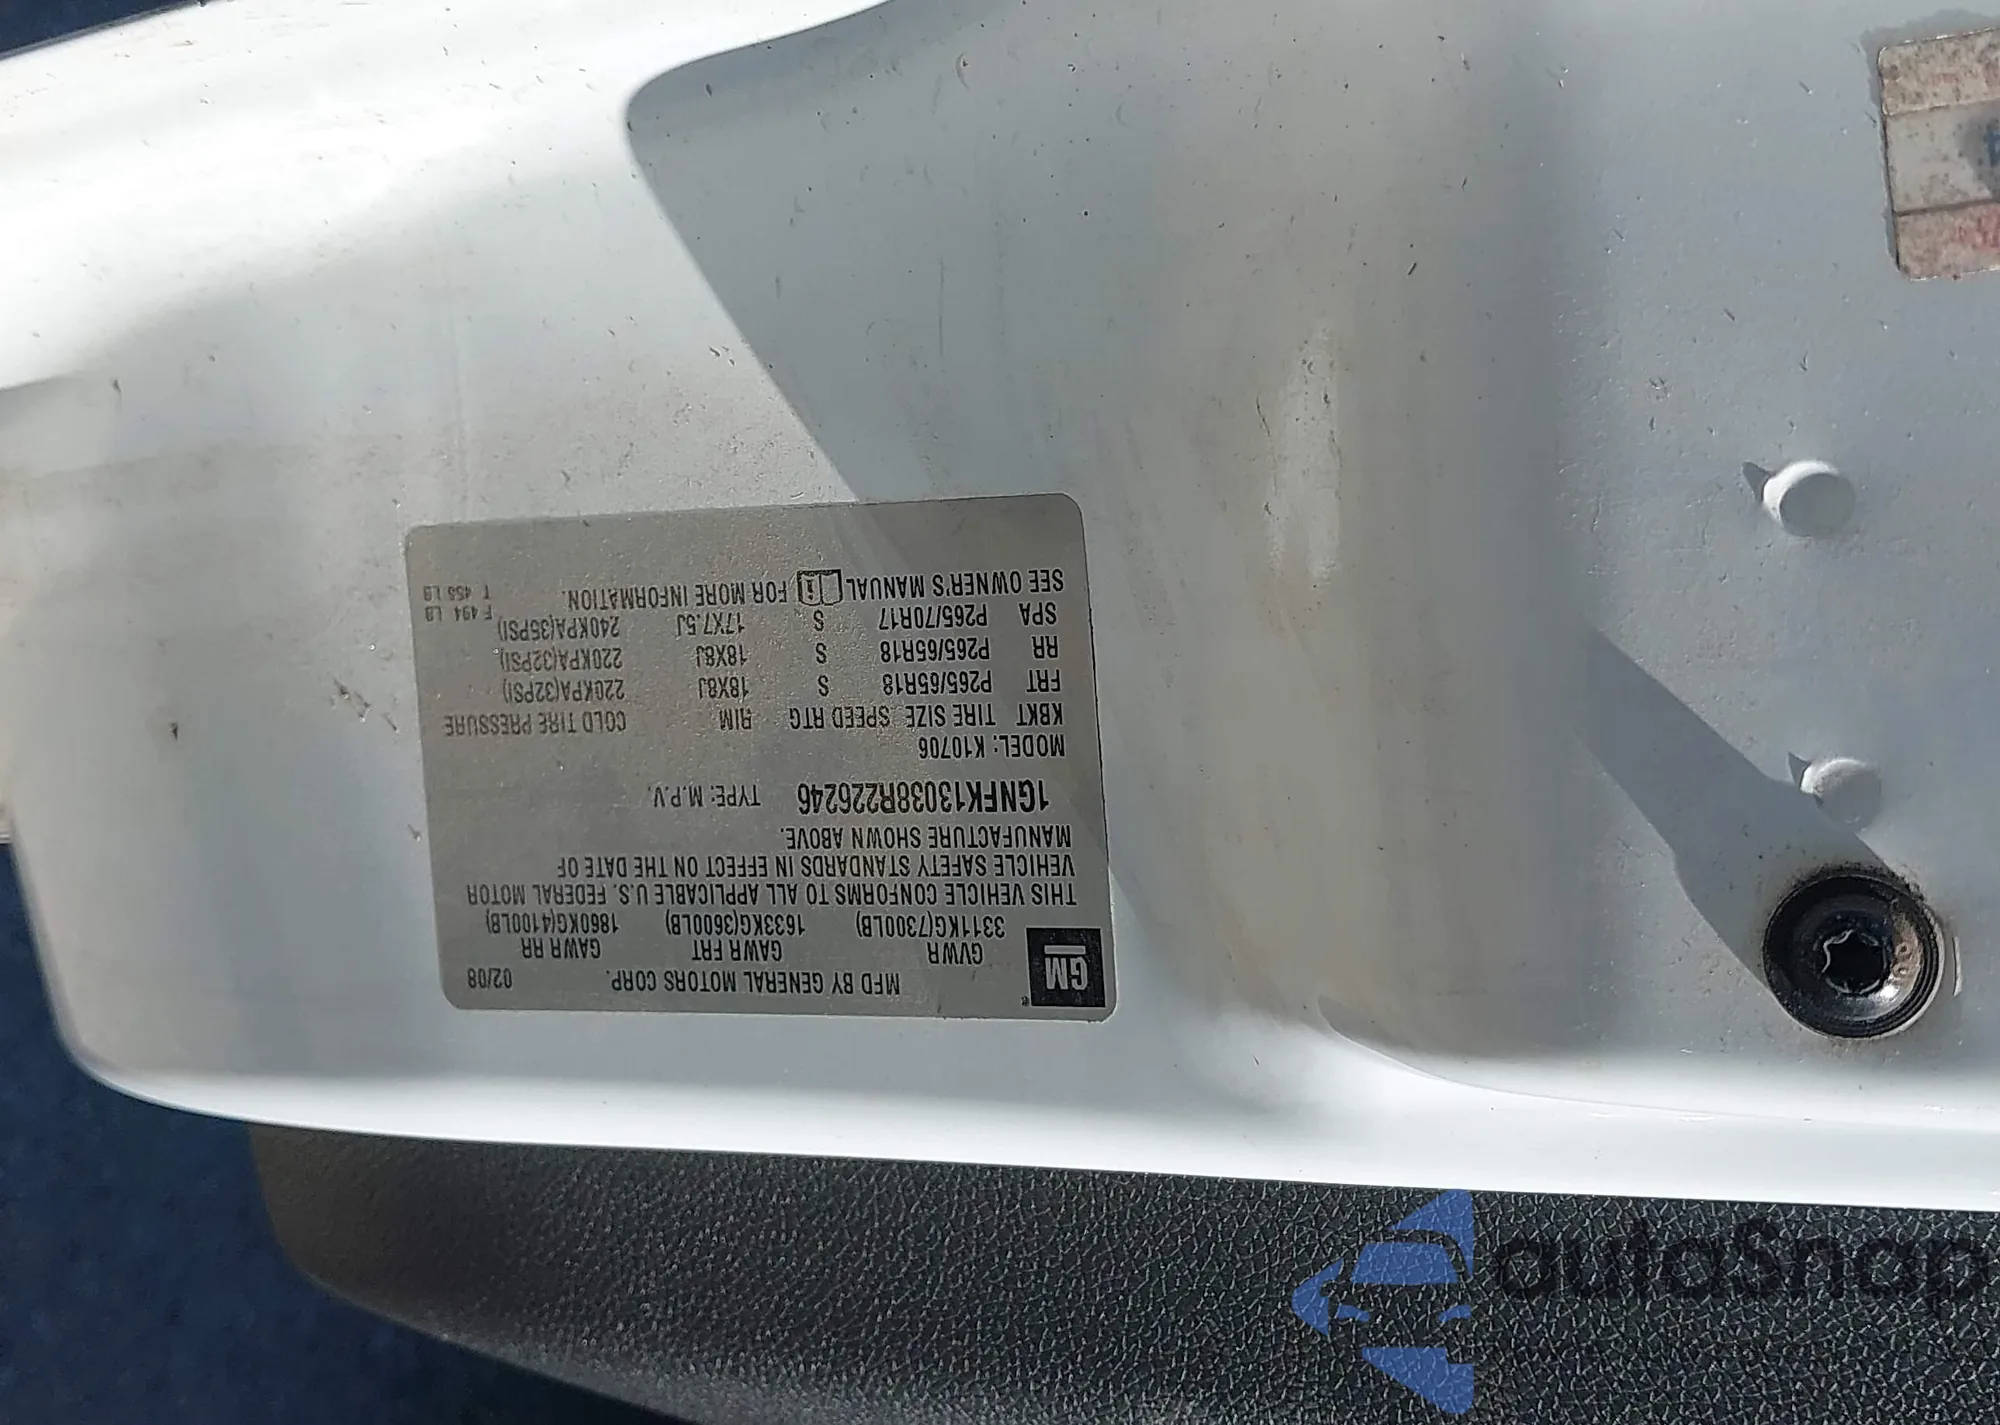 MFD BY GENERAL MOTORS CORP. 02/08
GM
GVWR GAWR FRT GAWR RR
3311KG(7300LB) 1633KG(3600LB) 1860KG(4100LB)
THIS VEHICLE CONFORMS TO ALL APPLICABLE U.S. FEDERAL MOTOR
VEHICLE SAFETY STANDARDS IN EFFECT ON THE DATE OF
MANUFACTURE SHOWN ABOVE.
1GNFK13038R226246 TYPE: M.P.V.
MODEL: K10706
KBKT TIRE SIZE SPEED RTG RIM COLD TIRE PRESSURE
FRT P265/65R18 S 18X8J 220KPA(32PSI)
RR P265/65R18 S 18X8J 220KPA(32PSI)
SPA P265/70R17 S 17X7.5J 240KPA(35PSI)
SEE OWNER'S MANUAL FOR MORE INFORMATION.
F 494 LB
T 455 LB
autoSnap